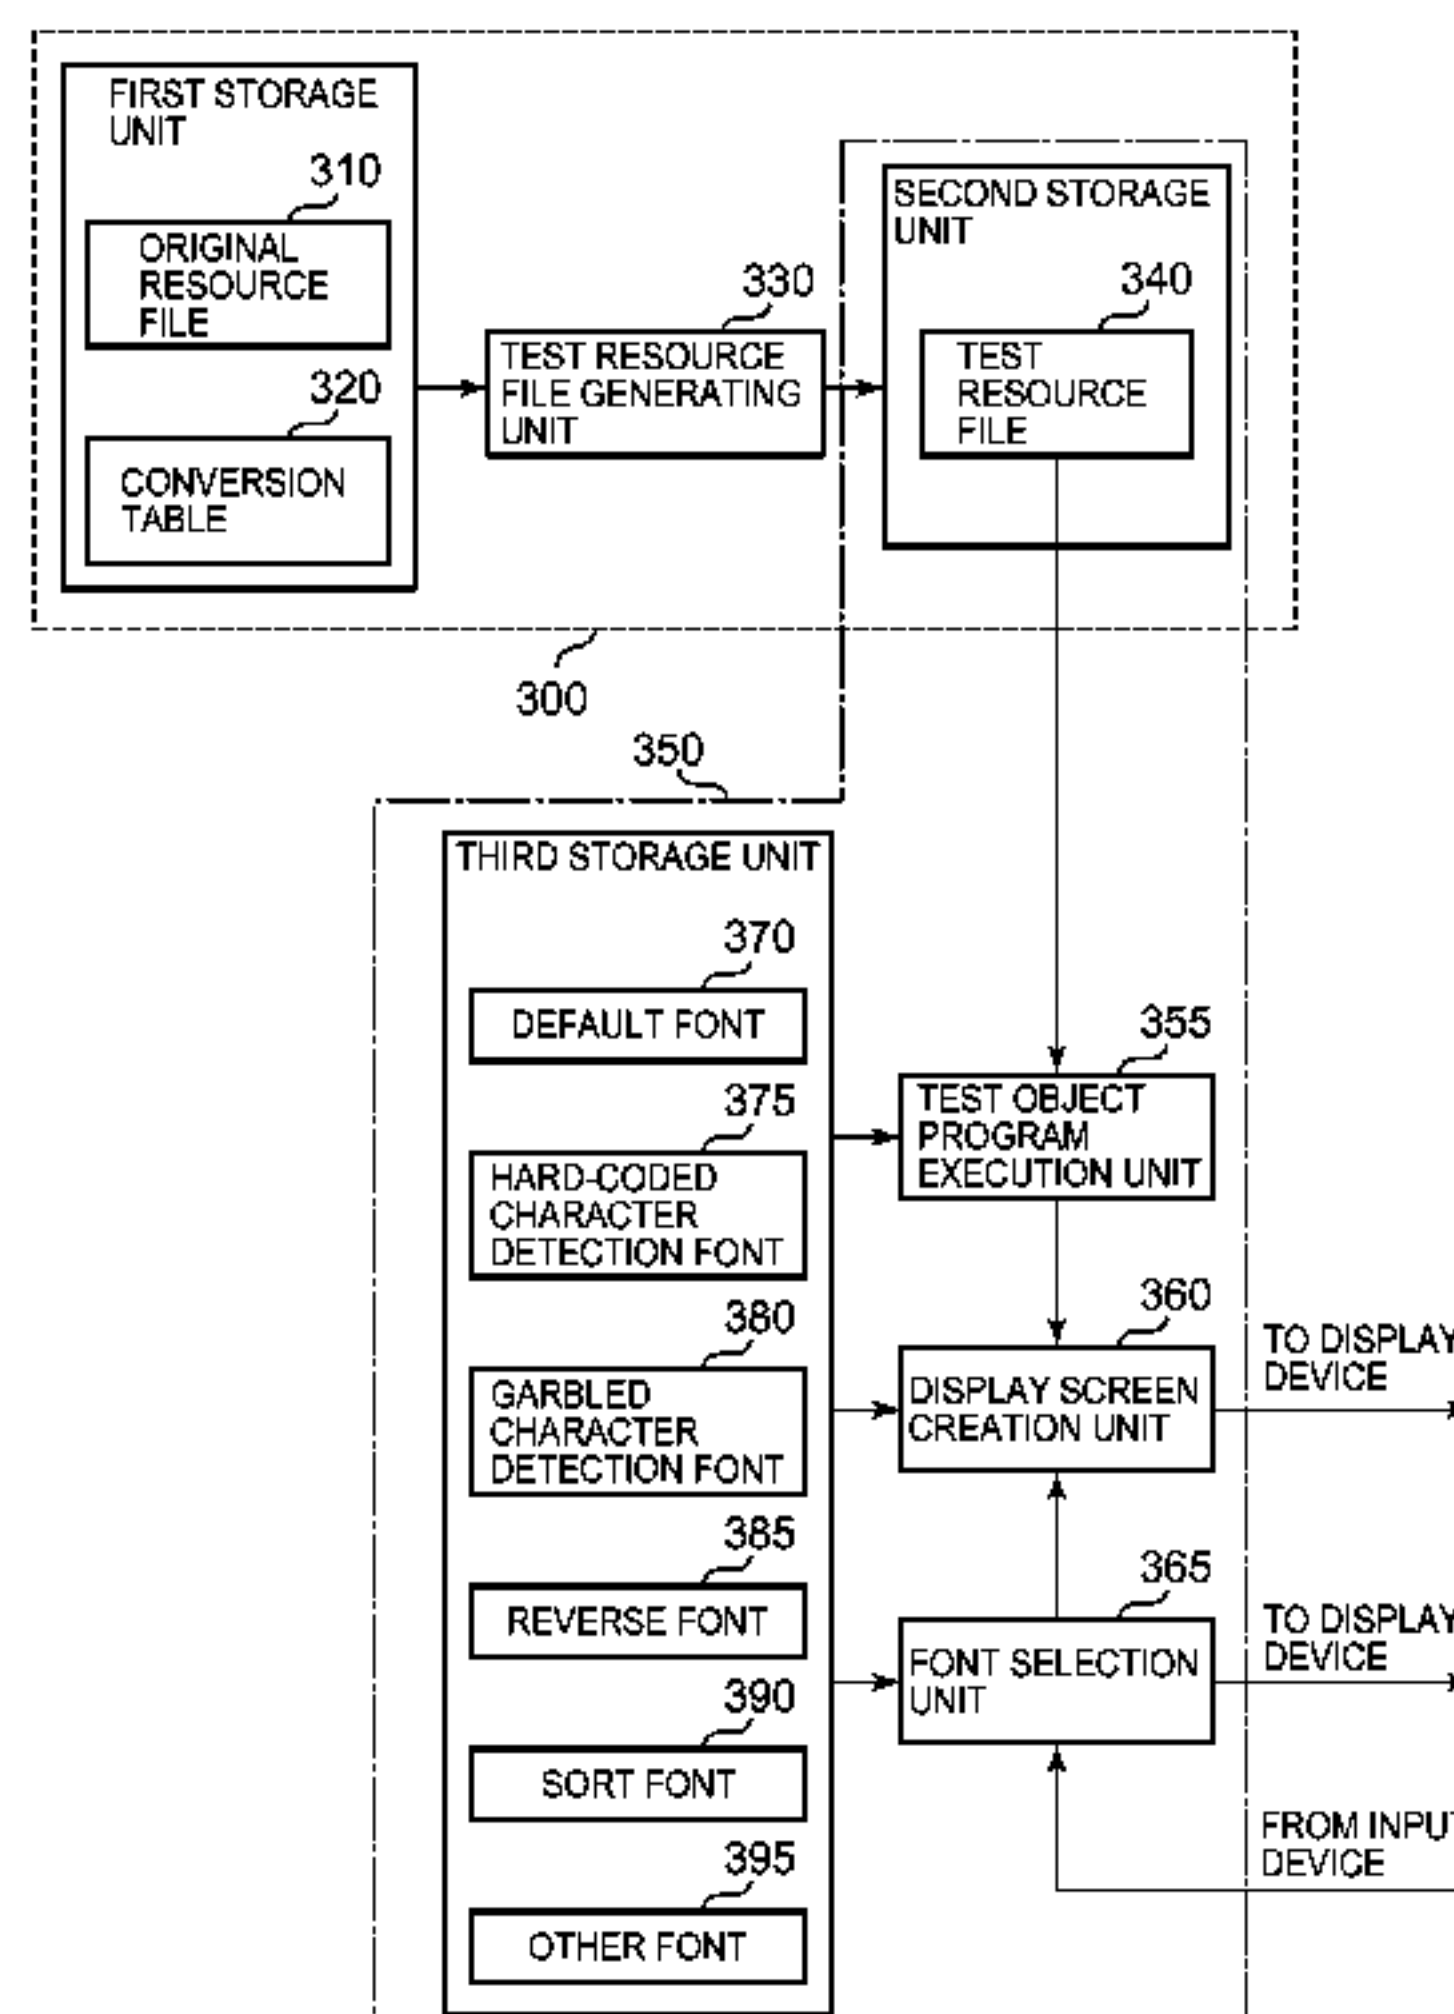 FIRST STORAGE
UNIT
310
ORIGINAL
RESOURCE
FILE
320
CONVERSION
TABLE
330
TEST RESOURCE
FILE GENERATING
UNIT
SECOND STORAGE
UNIT
340
TEST
RESOURCE
FILE
300
350
THIRD STORAGE UNIT
370
DEFAULT FONT
375
HARD-CODED
CHARACTER
DETECTION FONT
380
GARBLED
CHARACTER
DETECTION FONT
385
REVERSE FONT
390
SORT FONT
395
OTHER FONT
355
TEST OBJECT
PROGRAM
EXECUTION UNIT
360
DISPLAY SCREEN
CREATION UNIT
TO DISPLAY
DEVICE
365
FONT SELECTION
UNIT
TO DISPLAY
DEVICE
FROM INPUT
DEVICE